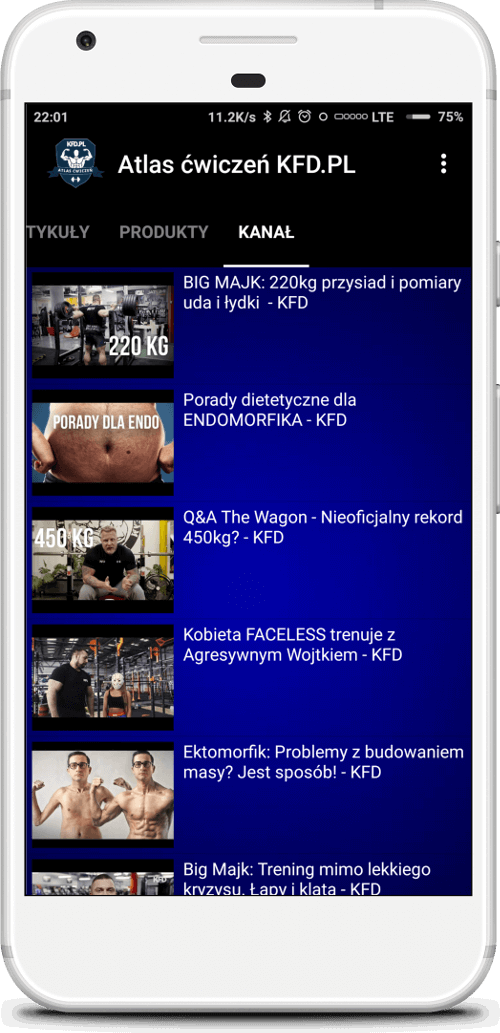 22:01 11.2K/s LTE 75%
KFD.PL
ATLAS ĆWICZEŃ
Atlas ćwiczeń KFD.PL
TYKUŁY PRODUKTY KANAŁ
BIG MAJK: 220kg przysiad i pomiary
uda i łydki - KFD
220 KG
Porady dietetyczne dla
ENDOMORFIKA - KFD
PORADY DLA ENDO
Q&A The Wagon - Nieoficjalny rekord
450kg? - KFD
450 KG
Kobieta FACELESS trenuje z
Agresywnym Wojtkiem - KFD
Ektomorfik: Problemy z budowaniem
masy? Jest sposób! - KFD
Big Majk: Trening mimo lekkiego
kryzysu. Łapy i klata - KFD